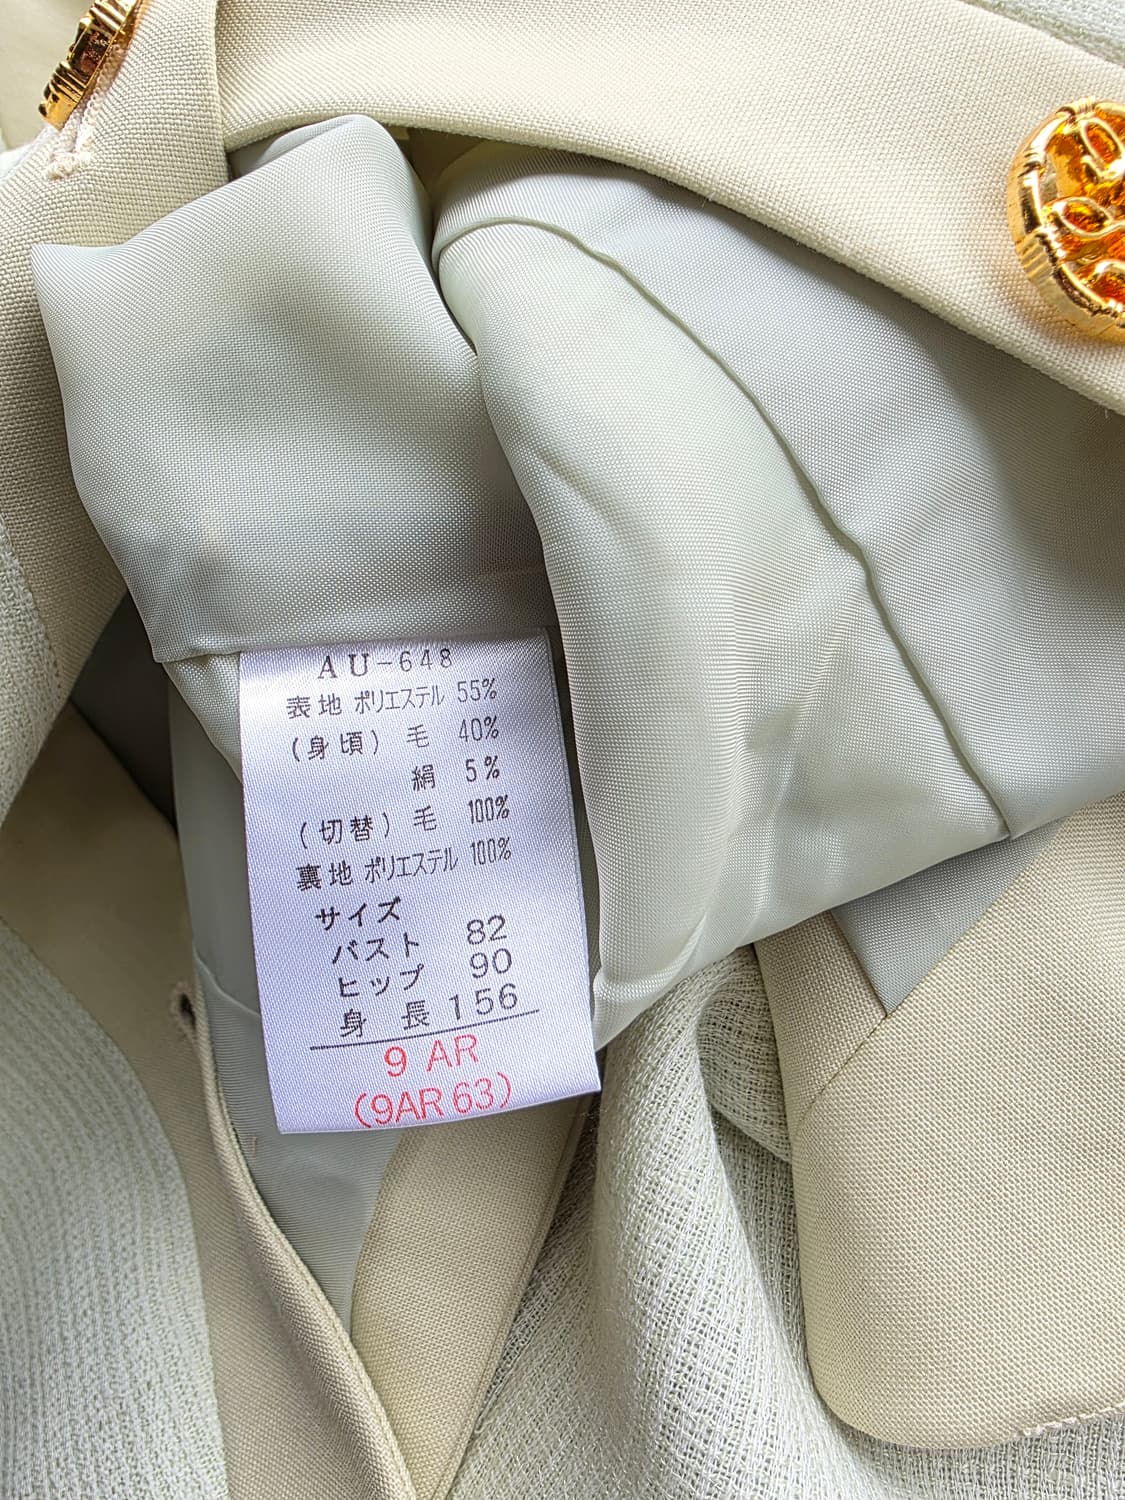 AU-648
表地 ポリエステル 55%
(身頃) 毛 40%
絹 5%
(切替) 毛 100%
裏地 ポリエステル 100%
サイズ
バスト 82
ヒップ 90
身長 156
9 AR
(9AR 63)